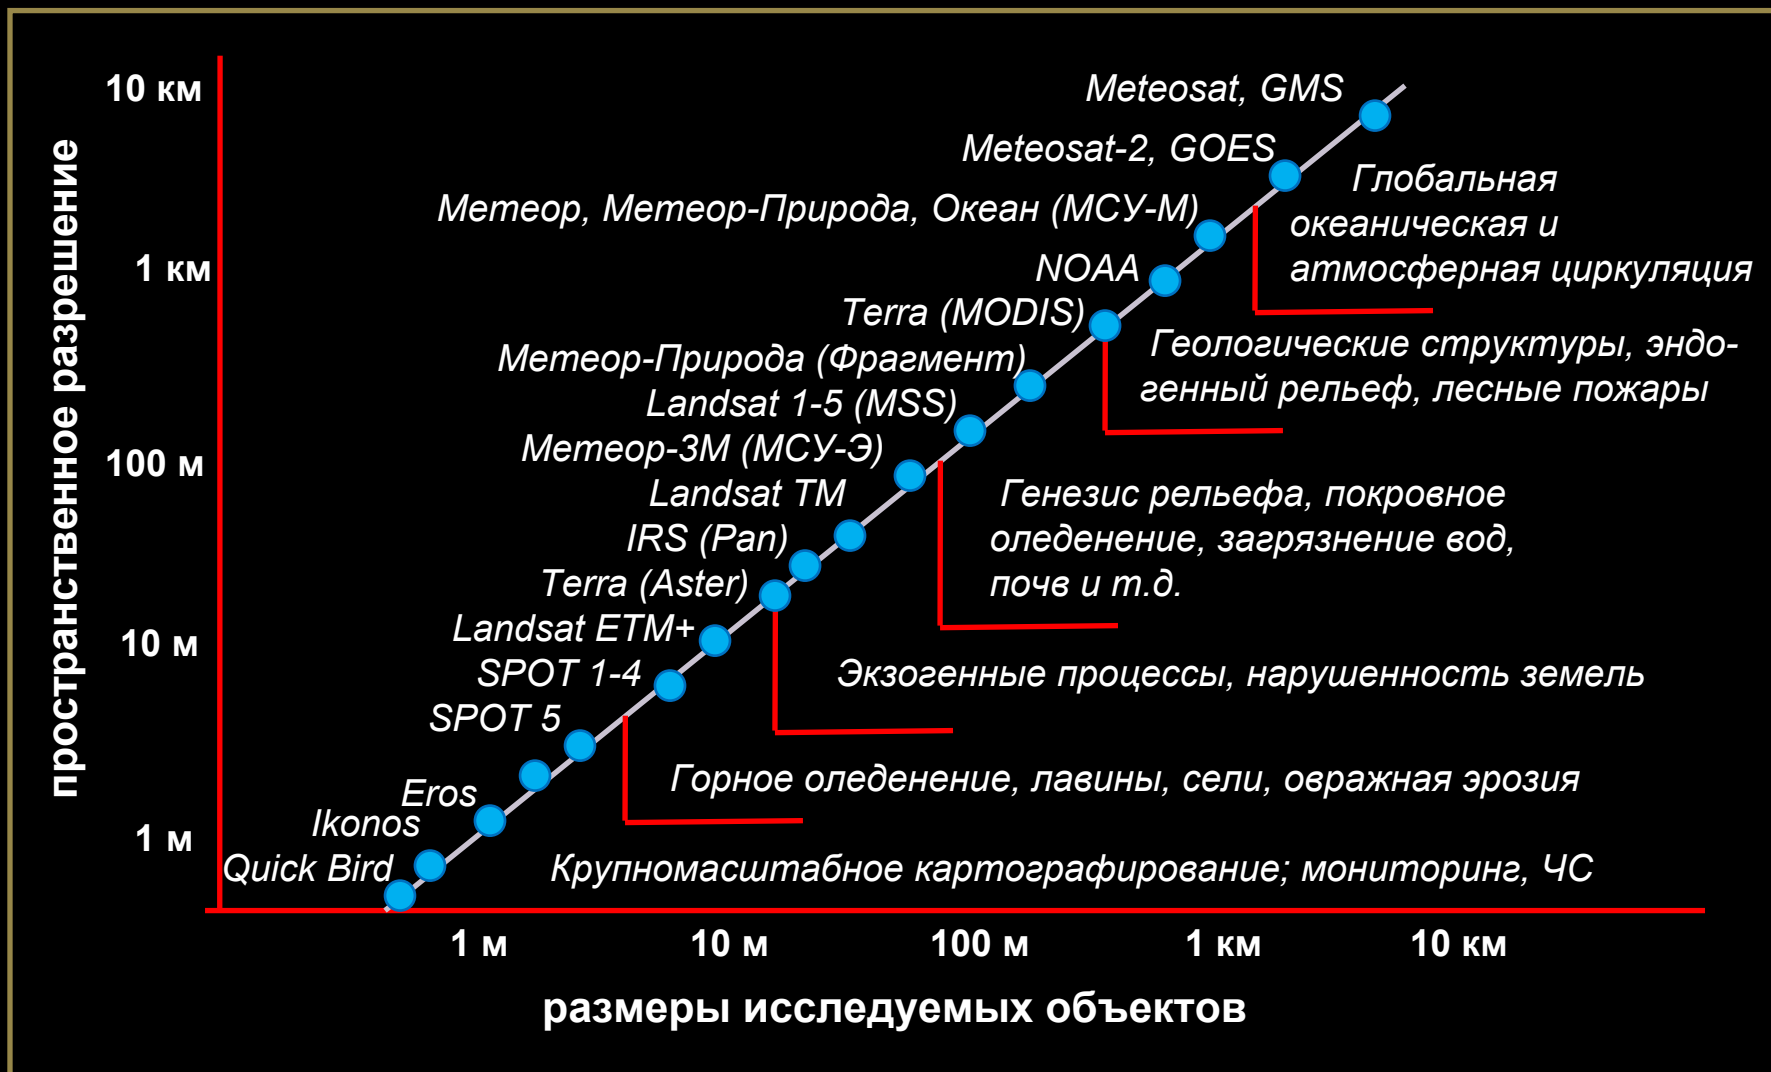 10 км
1 км
100 м
10 м
1 м
пространственное разрешение
Meteosat, GMS
Meteosat-2, GOES
Метеор, Метеор-Природа, Океан (МСУ-М)
NOAA
Terra (MODIS)
Метеор-Природа (Фрагмент)
Landsat 1-5 (MSS)
Метеор-3М (МСУ-Э)
Landsat TM
IRS (Pan)
Terra (Aster)
Landsat ETM+
SPOT 1-4
SPOT 5
Eros
Ikonos
Quick Bird
Глобальная
океаническая и
атмосферная циркуляция
Геологические структуры, эндо-
генный рельеф, лесные пожары
Генезис рельефа, покровное
оледенение, загрязнение вод,
почв и т.д.
Экзогенные процессы, нарушенность земель
Горное оледенение, лавины, сели, овражная эрозия
Крупномасштабное картографирование; мониторинг, ЧС
1 м
10 м
100 м
1 км
10 км
размеры исследуемых объектов